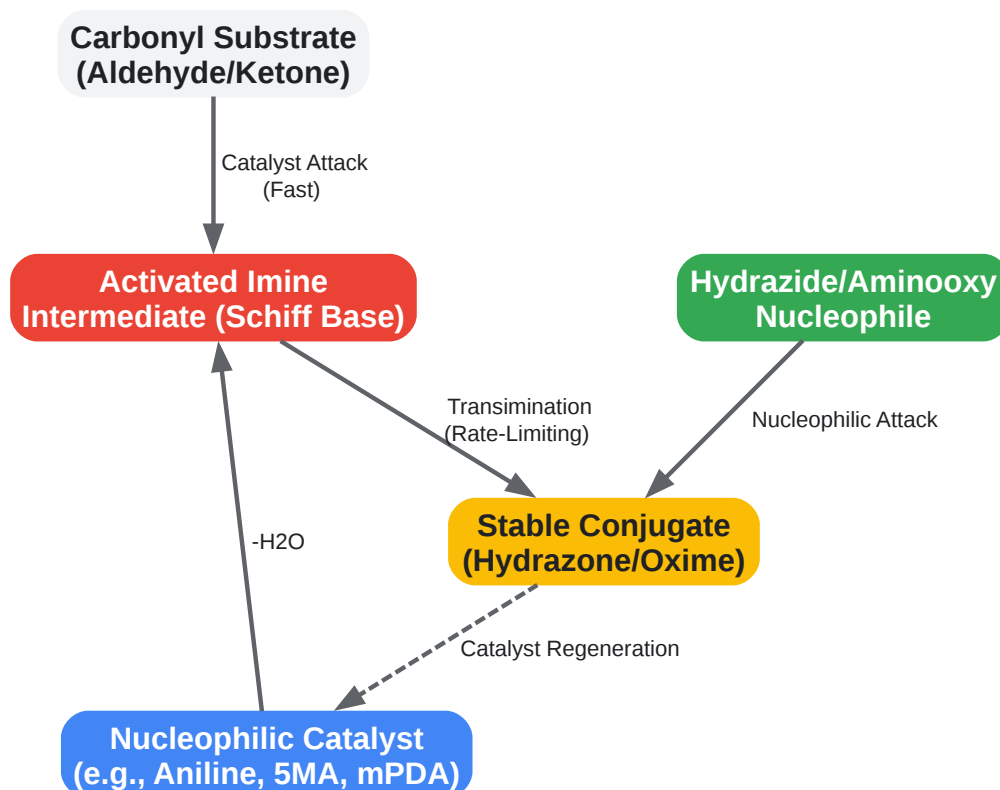 Carbonyl Substrate
(Aldehyde/Ketone)
Catalyst Attack
(Fast)
Activated Imine
Intermediate (Schiff Base)
Hydrazide/Aminooxy
Nucleophile
Transimination
(Rate-Limiting)
Nucleophilic Attack
Stable Conjugate
(Hydrazone/Oxime)
-H2O
Catalyst Regeneration
Nucleophilic Catalyst
(e.g., Aniline, 5MA, mPDA)